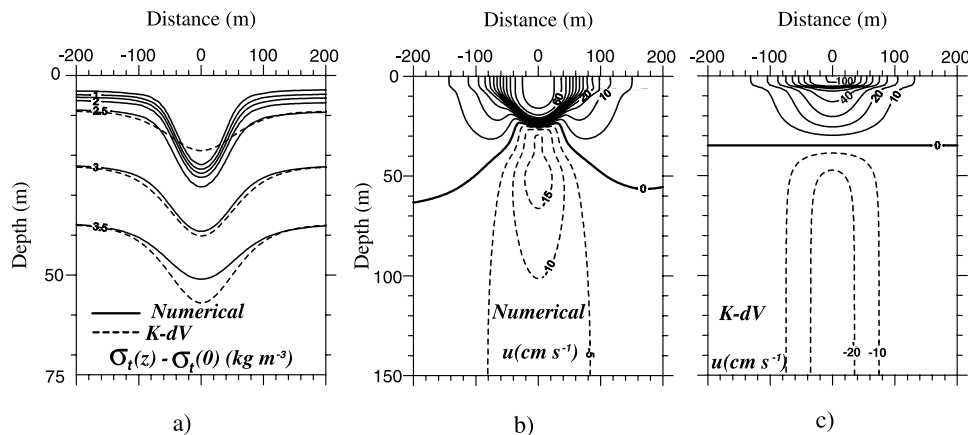 Distance (m)
Distance (m)
Distance (m)
-200 -100 0 100 200
-200 -100 0 100 200
-200 -100 0 100 200
0
50
75
Depth (m)
1
2
2.5
3
3.5
Numerical
K-dV
σt(z) - σt(0) (kg m-3)
a)
0
50
100
150
Depth (m)
60
20
10
0
-15
-10
Numerical
u(cm s-1)
b)
100
40
20
10
0
K-dV
-20 -10
u(cm s-1)
c)